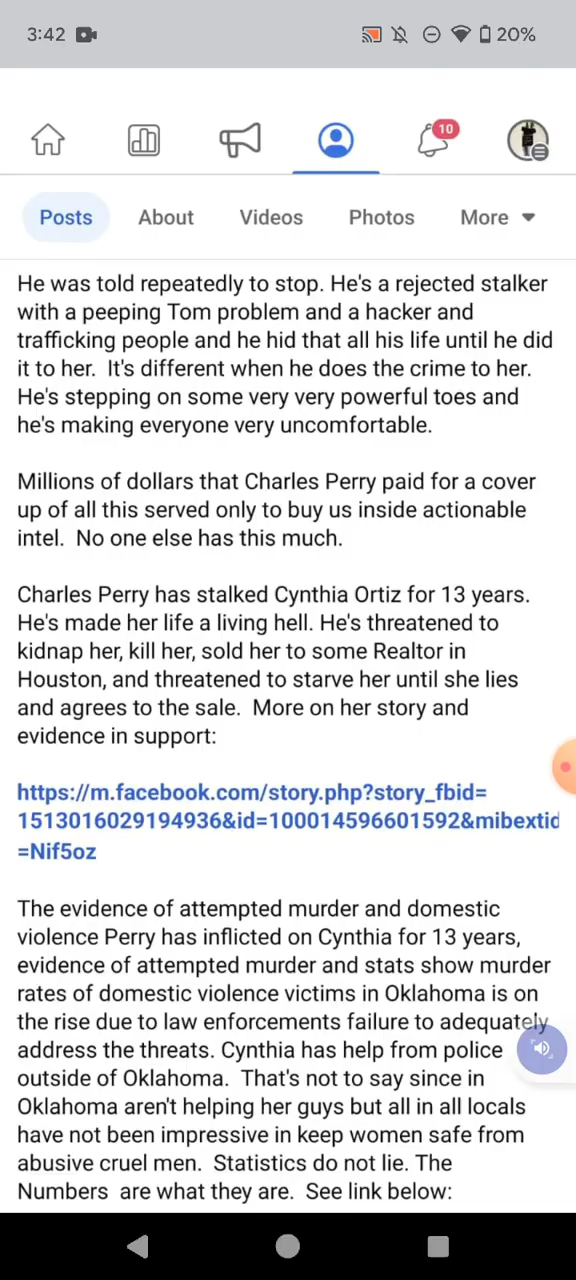 3:42
20%
10
Posts
About
Videos
Photos
More
He was told repeatedly to stop. He's a rejected stalker
with a peeping Tom problem and a hacker and
trafficking people and he hid that all his life until he did
it to her.  It's different when he does the crime to her.
He's stepping on some very very powerful toes and
he's making everyone very uncomfortable.
Millions of dollars that Charles Perry paid for a cover
up of all this served only to buy us inside actionable
intel.  No one else has this much.
Charles Perry has stalked Cynthia Ortiz for 13 years.
He's made her life a living hell. He's threatened to
kidnap her, kill her, sold her to some Realtor in
Houston, and threatened to starve her until she lies
and agrees to the sale.  More on her story and
evidence in support:
https://m.facebook.com/story.php?story_fbid=
1513016029194936&id=100014596601592&mibextid
=Nif5oz
The evidence of attempted murder and domestic
violence Perry has inflicted on Cynthia for 13 years,
evidence of attempted murder and stats show murder
rates of domestic violence victims in Oklahoma is on
the rise due to law enforcements failure to adequately
address the threats. Cynthia has help from police
outside of Oklahoma.  That's not to say since in
Oklahoma aren't helping her guys but all in all locals
have not been impressive in keep women safe from
abusive cruel men.  Statistics do not lie. The
Numbers  are what they are.  See link below: